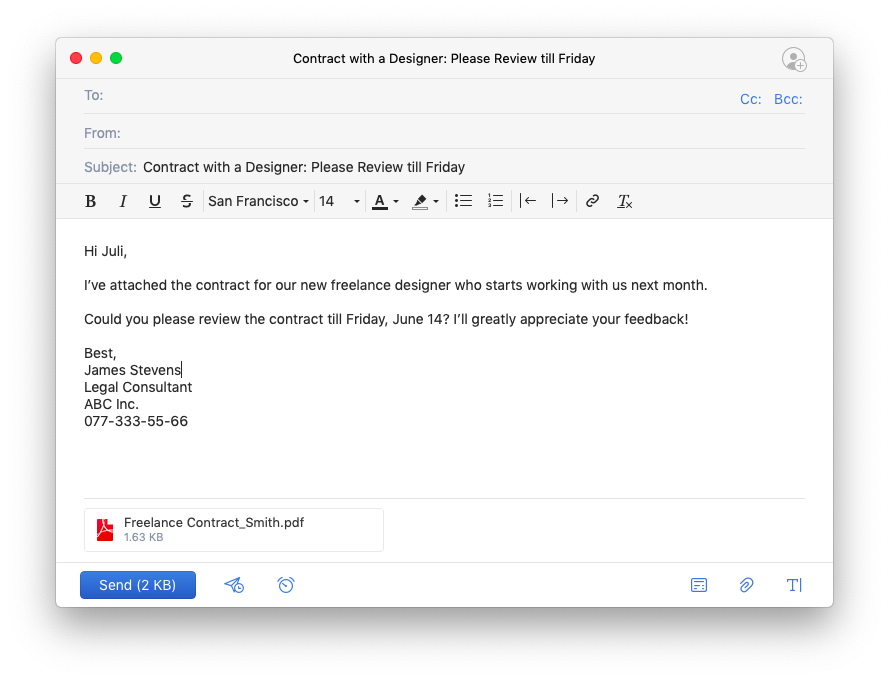 Contract with a Designer: Please Review till Friday
To:
Cc: Bcc:
From:
Subject: Contract with a Designer: Please Review till Friday
B I U S San Francisco 14 A Tx
Hi Juli,
I’ve attached the contract for our new freelance designer who starts working with us next month.
Could you please review the contract till Friday, June 14? I’ll greatly appreciate your feedback!
Best,
James Stevens
Legal Consultant
ABC Inc.
077-333-55-66
Freelance Contract_Smith.pdf
1.63 KB
Send (2 KB)
T